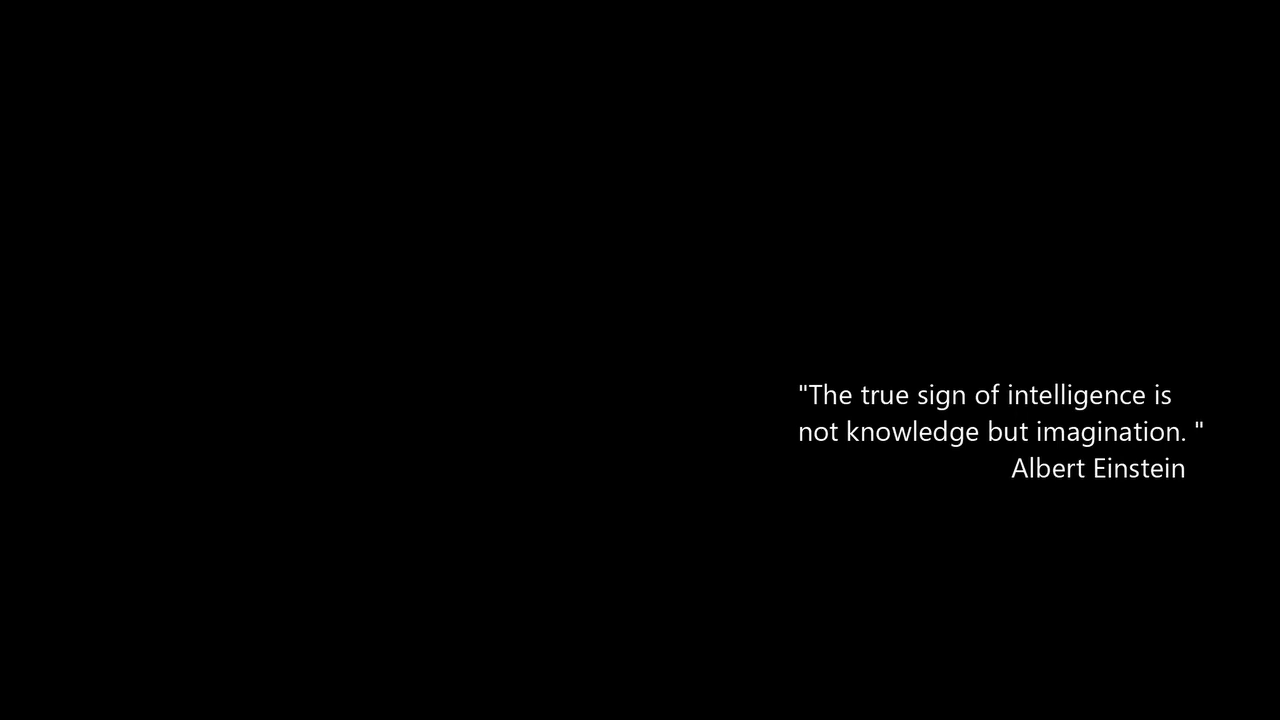 "The true sign of intelligence is
not knowledge but imagination. "
Albert Einstein